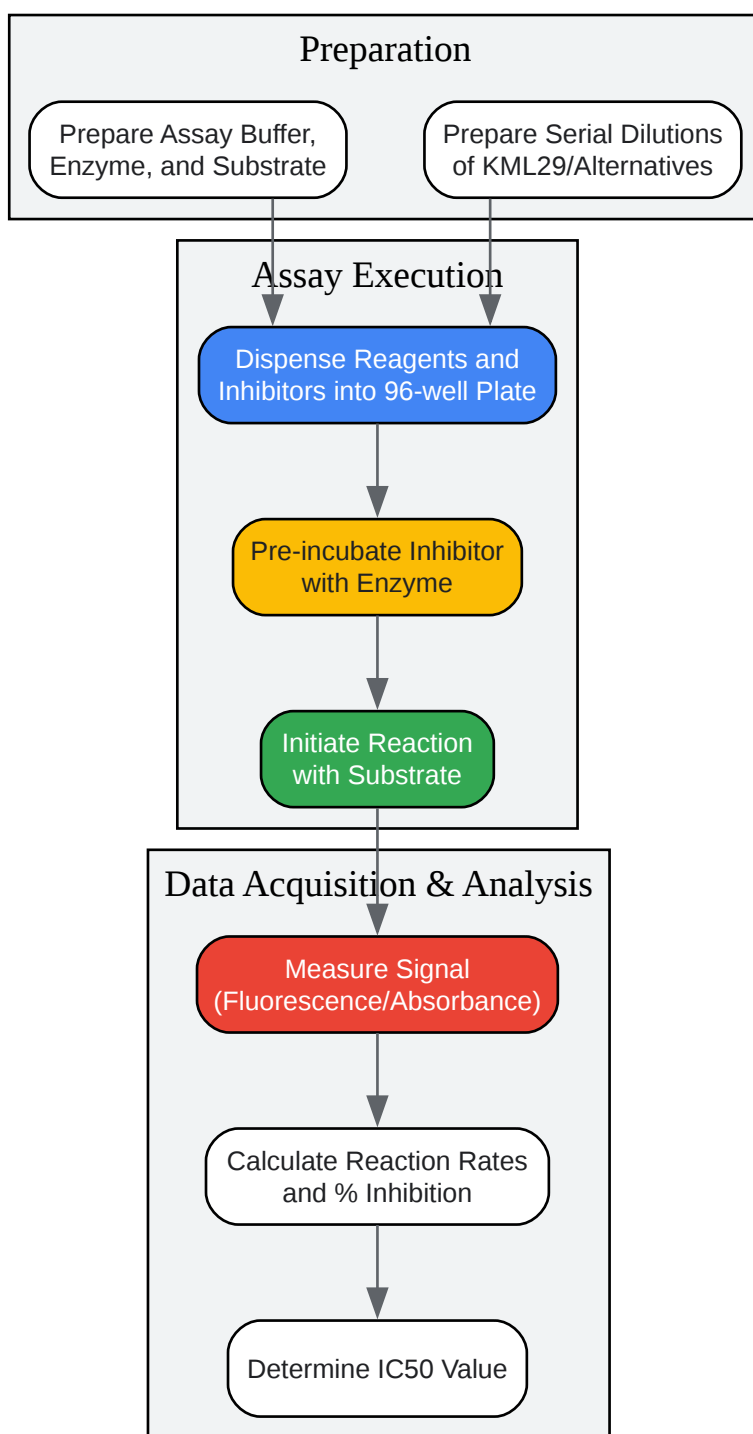 Preparation
Prepare Assay Buffer,
Enzyme, and Substrate
Prepare Serial Dilutions
of KML29/Alternatives
Assay Execution
Dispense Reagents and
Inhibitors into 96-well Plate
Pre-incubate Inhibitor
with Enzyme
Initiate Reaction
with Substrate
Data Acquisition & Analysis
Measure Signal
(Fluorescence/Absorbance)
Calculate Reaction Rates
and % Inhibition
Determine IC50 Value